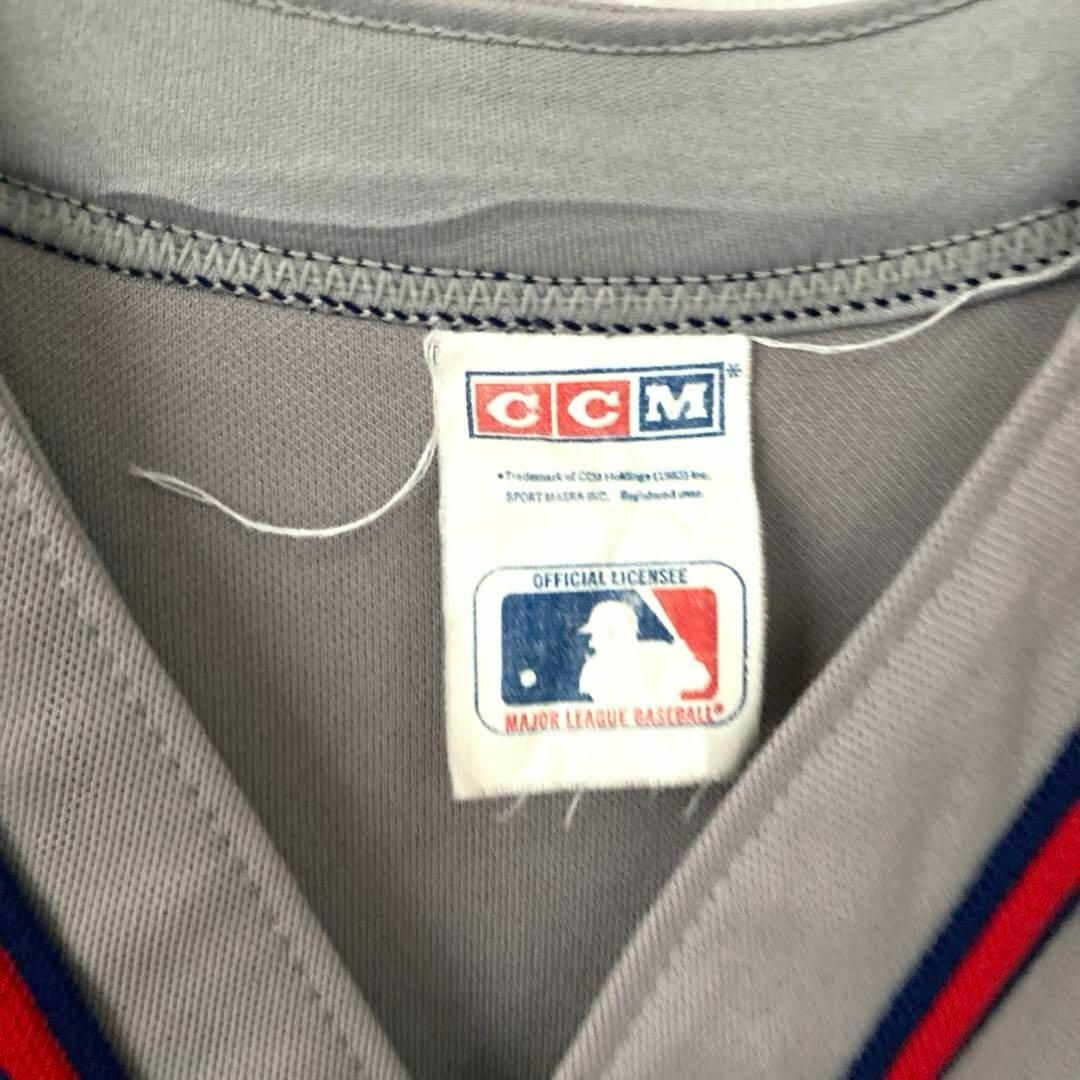 CCM*
*Trademark of CCM Holdings (1983) Inc.
SPORT MASKA INC. Registered user.
OFFICIAL LICENSEE
MAJOR LEAGUE BASEBALL®